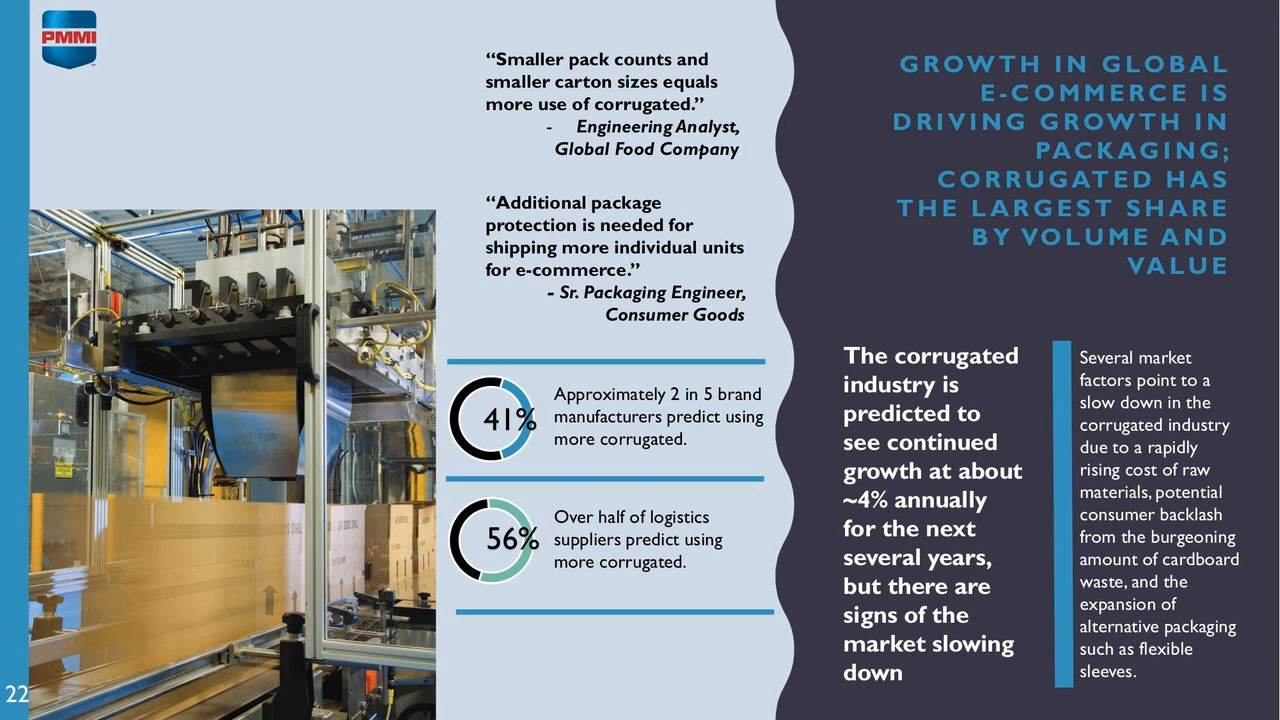 PMMI
“Smaller pack counts and
smaller carton sizes equals
more use of corrugated.”
- Engineering Analyst,
Global Food Company
“Additional package
protection is needed for
shipping more individual units
for e-commerce.”
- Sr. Packaging Engineer,
Consumer Goods
41%
Approximately 2 in 5 brand
manufacturers predict using
more corrugated.
56%
Over half of logistics
suppliers predict using
more corrugated.
GROWTH IN GLOBAL
E-COMMERCE IS
DRIVING GROWTH IN
PACKAGING;
CORRUGATED HAS
THE LARGEST SHARE
BY VOLUME AND
VALUE
The corrugated
industry is
predicted to
see continued
growth at about
~4% annually
for the next
several years,
but there are
signs of the
market slowing
down
Several market
factors point to a
slow down in the
corrugated industry
due to a rapidly
rising cost of raw
materials, potential
consumer backlash
from the burgeoning
amount of cardboard
waste, and the
expansion of
alternative packaging
such as flexible
sleeves.
22